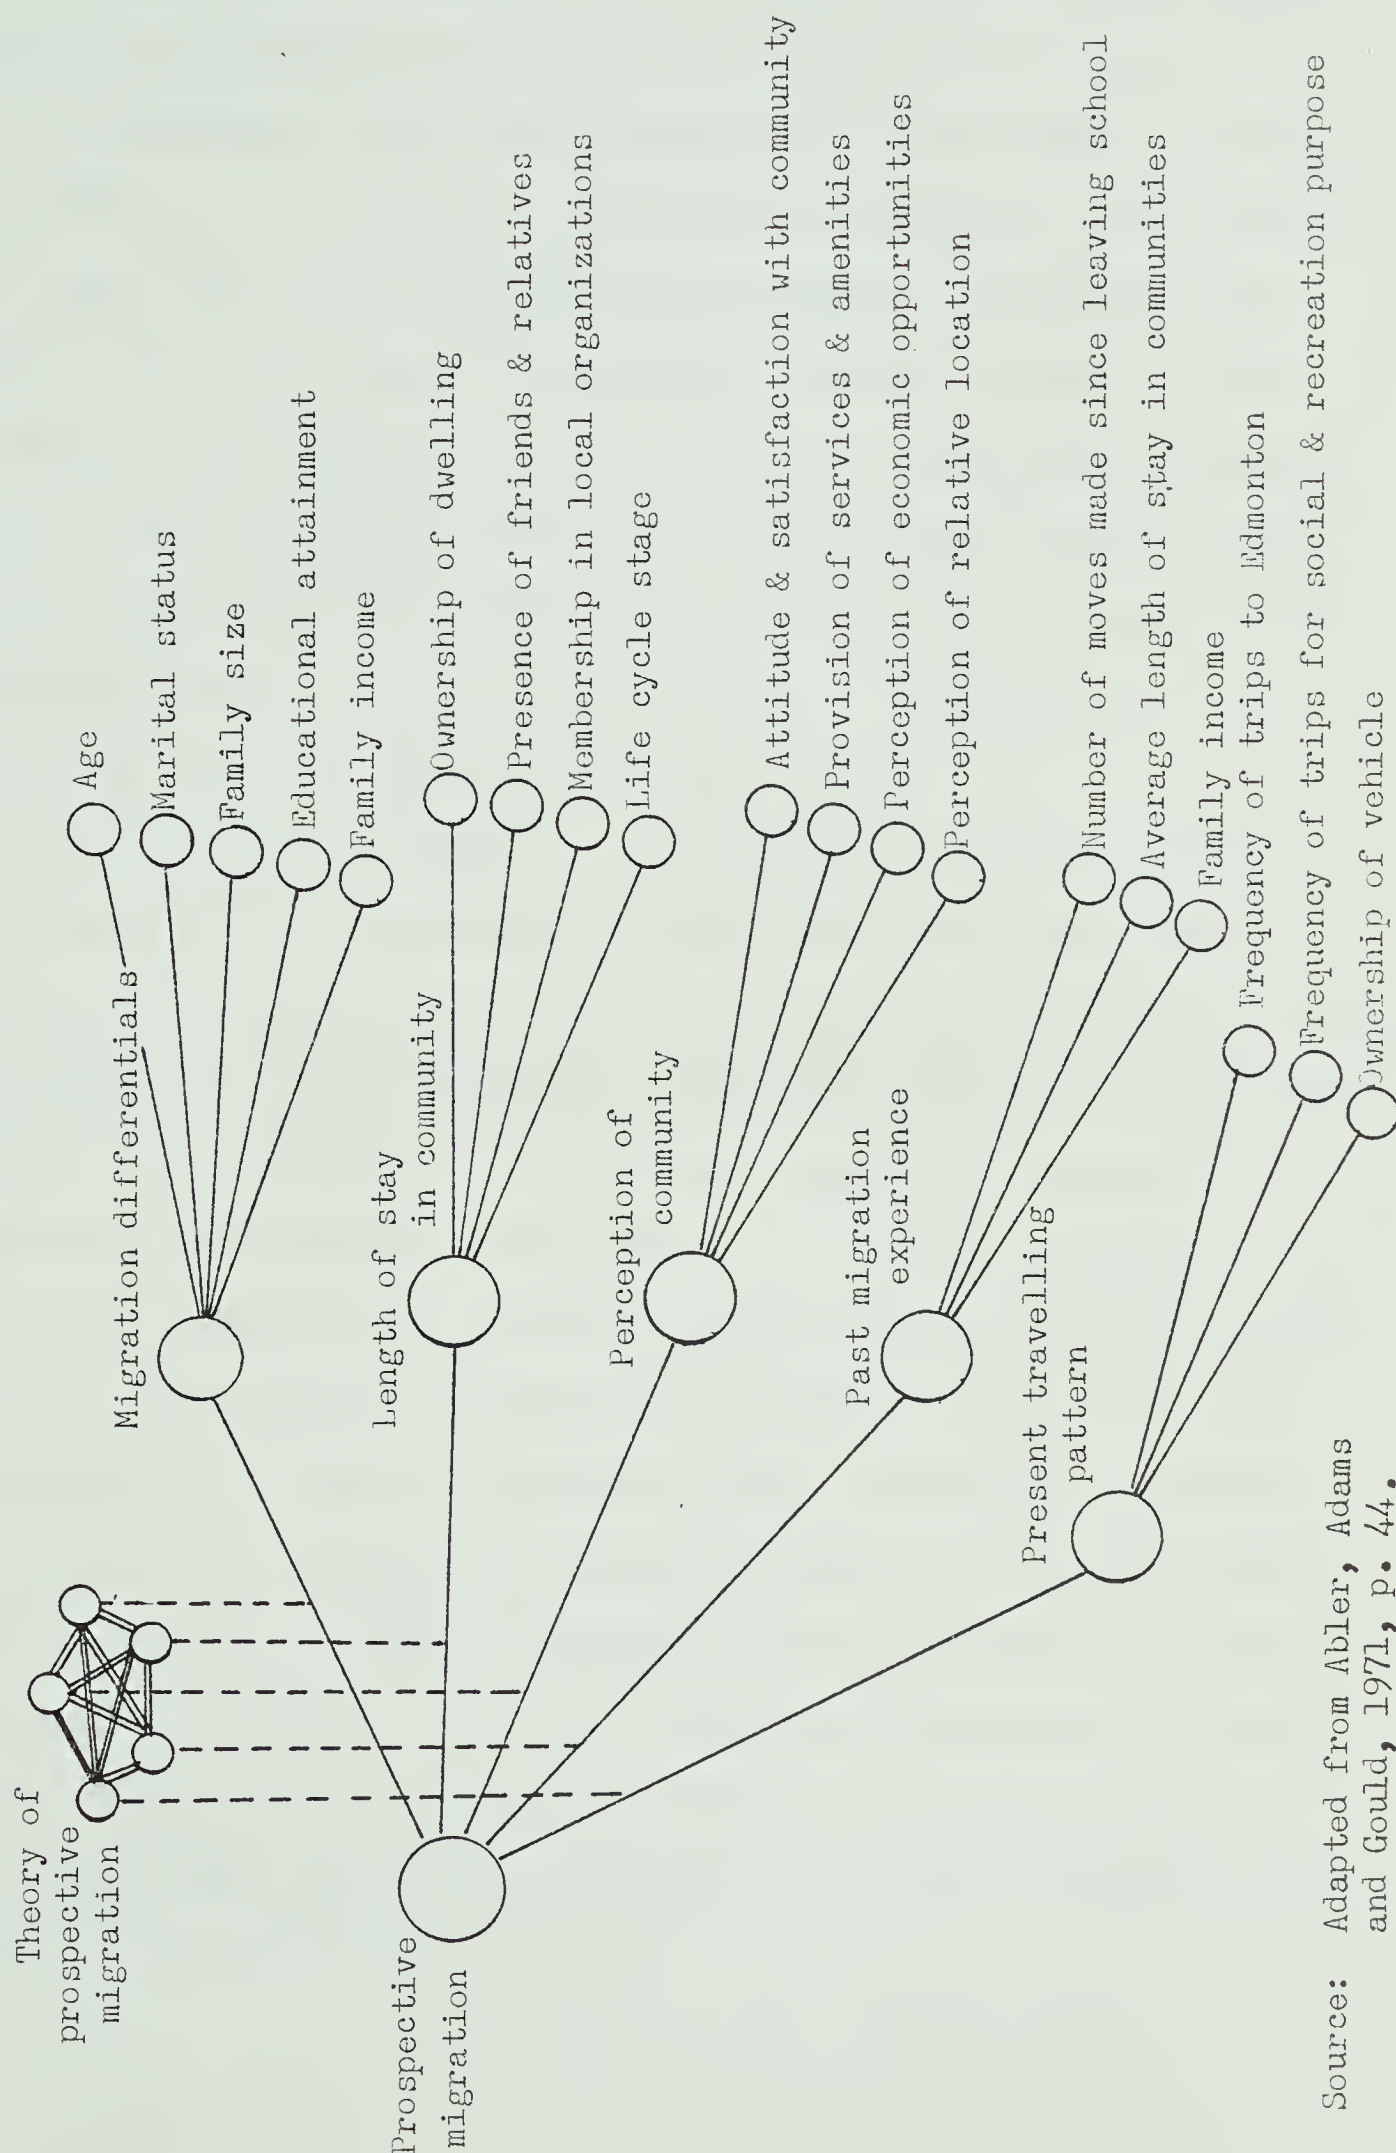 Theory of
prospective
migration
Prospective
migration
Migration differentials
Age
Marital status
Family size
Educational attainment
Family income
Length of stay
in community
Ownership of dwelling
Presence of friends & relatives
Membership in local organizations
Life cycle stage
Perception of
community
Attitude & satisfaction with community
Provision of services & amenities
Perception of economic opportunities
Perception of relative location
Past migration
experience
Number of moves made since leaving school
Average length of stay in communities
Family income
Present travelling
pattern
Frequency of trips to Edmonton
Frequency of trips for social & recreation purpose
Ownership of vehicle
Source: Adapted from Abler, Adams
and Gould, 1971, p. 44.